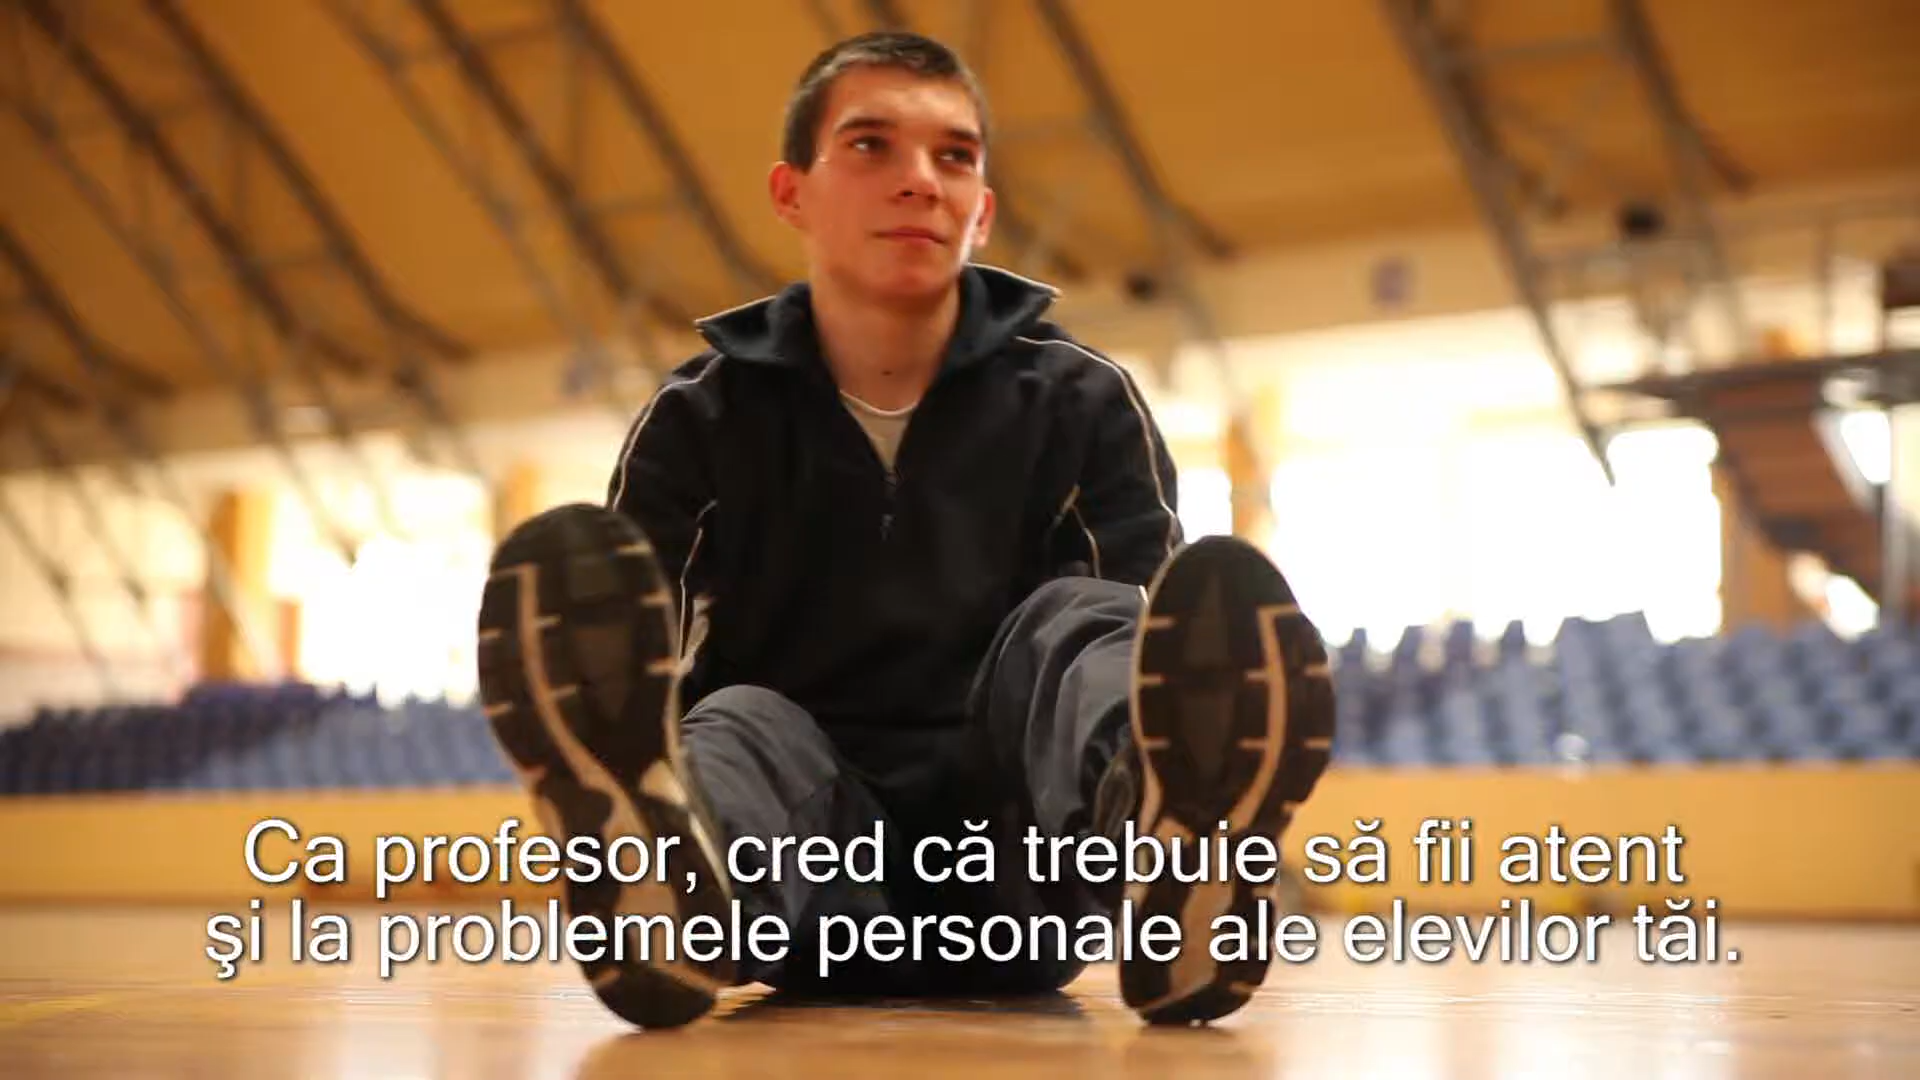 Ca profesor, cred că trebuie să fii atent
şi la problemele personale ale elevilor tăi.